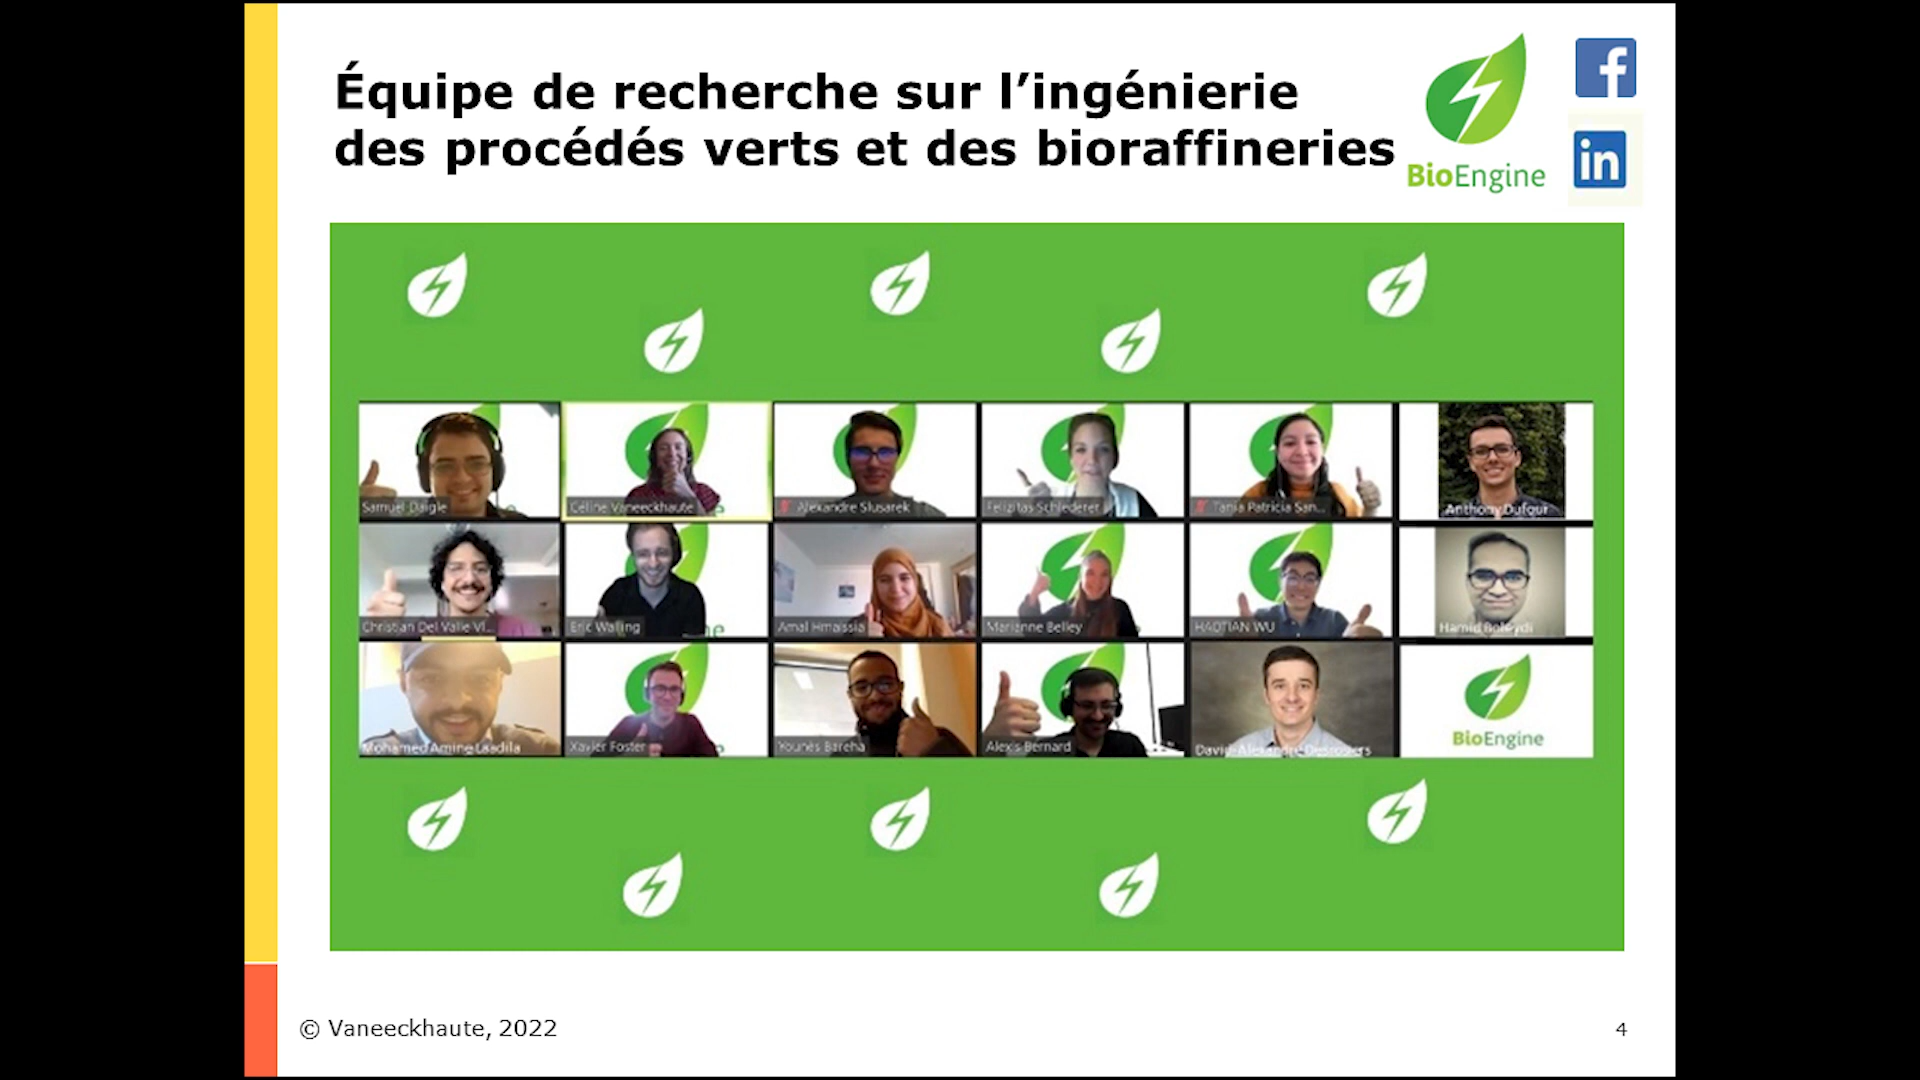 Équipe de recherche sur l’ingénierie
des procédés verts et des bioraffineries
BioEngine
f
in
Samuel Daigle
Céline Vaneeckhaute
Alexandre Slusarek
Felizitas Schlederer
Tania Patricia San...
Anthony Dufour
Christian Del Valle Vl...
Eric Walling
Amal Hmaissia
Marianne Belley
HAOTIAN WU
Hamid
Mohamed Amine Laadila
Xavier Foster
Younès Bareha
Alexis Bernard
David-Alexandre Desrosiers
BioEngine
© Vaneeckhaute, 2022
4